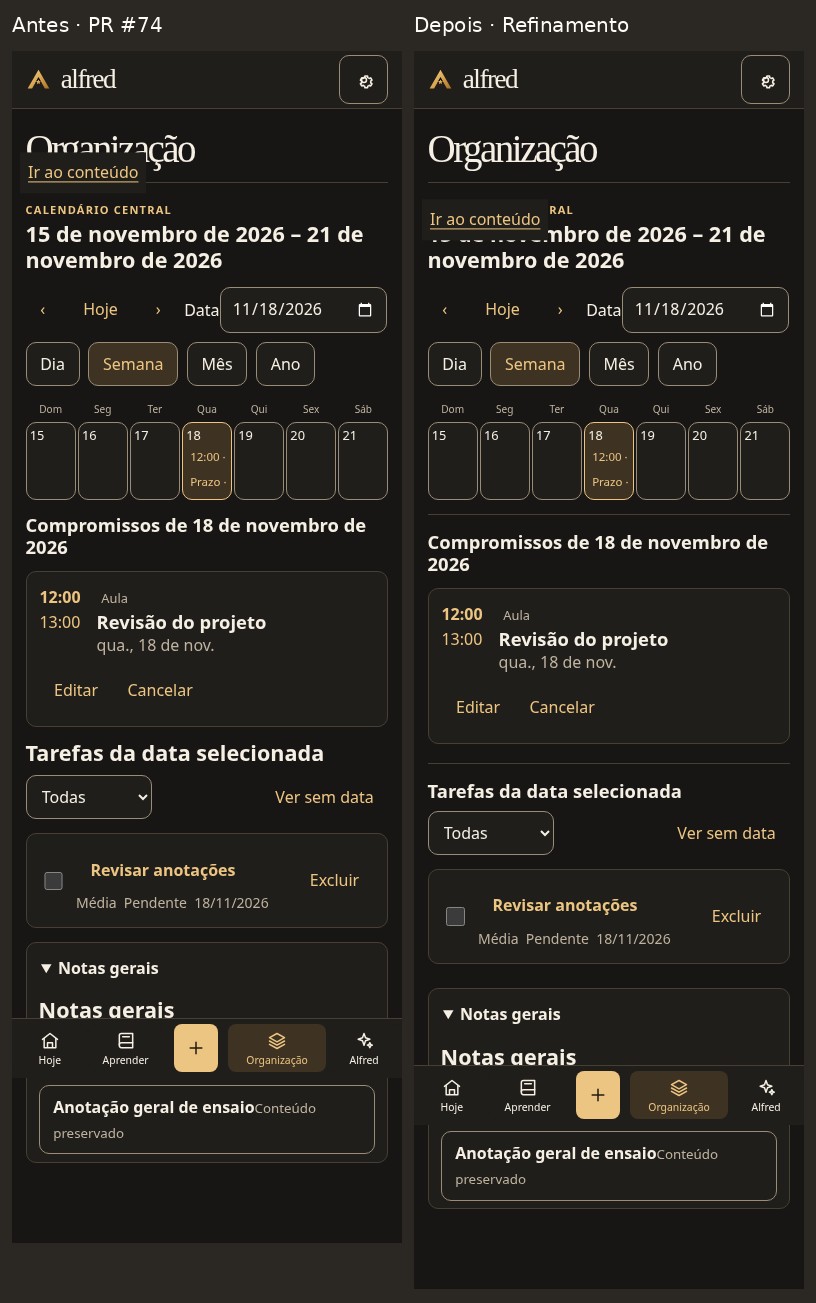 Antes · PR #74
alfred
Organização
Ir ao conteúdo
CALENDÁRIO CENTRAL
15 de novembro de 2026 – 21 de
novembro de 2026
‹ Hoje › Data 11/18/2026
Dia Semana Mês Ano
Dom Seg Ter Qua Qui Sex Sáb
15 16 17 18 19 20 21
12:00 ·
Prazo ·
Compromissos de 18 de novembro de
2026
12:00 Aula
13:00 Revisão do projeto
qua., 18 de nov.
Editar Cancelar
Tarefas da data selecionada
Todas Ver sem data
Revisar anotações Excluir
Média Pendente 18/11/2026
▼ Notas gerais
Notas gerais
Hoje Aprender + Organização Alfred
Anotação geral de ensaioConteúdo
preservado
Depois · Refinamento
alfred
Organização
Ir ao conteúdo
RAL
mbro de 2026 – 21 de
novembro de 2026
‹ Hoje › Data 11/18/2026
Dia Semana Mês Ano
Dom Seg Ter Qua Qui Sex Sáb
15 16 17 18 19 20 21
12:00 ·
Prazo ·
Compromissos de 18 de novembro de
2026
12:00 Aula
13:00 Revisão do projeto
qua., 18 de nov.
Editar Cancelar
Tarefas da data selecionada
Todas Ver sem data
Revisar anotações Excluir
Média Pendente 18/11/2026
▼ Notas gerais
Notas gerais
Hoje Aprender + Organização Alfred
Anotação geral de ensaioConteúdo
preservado